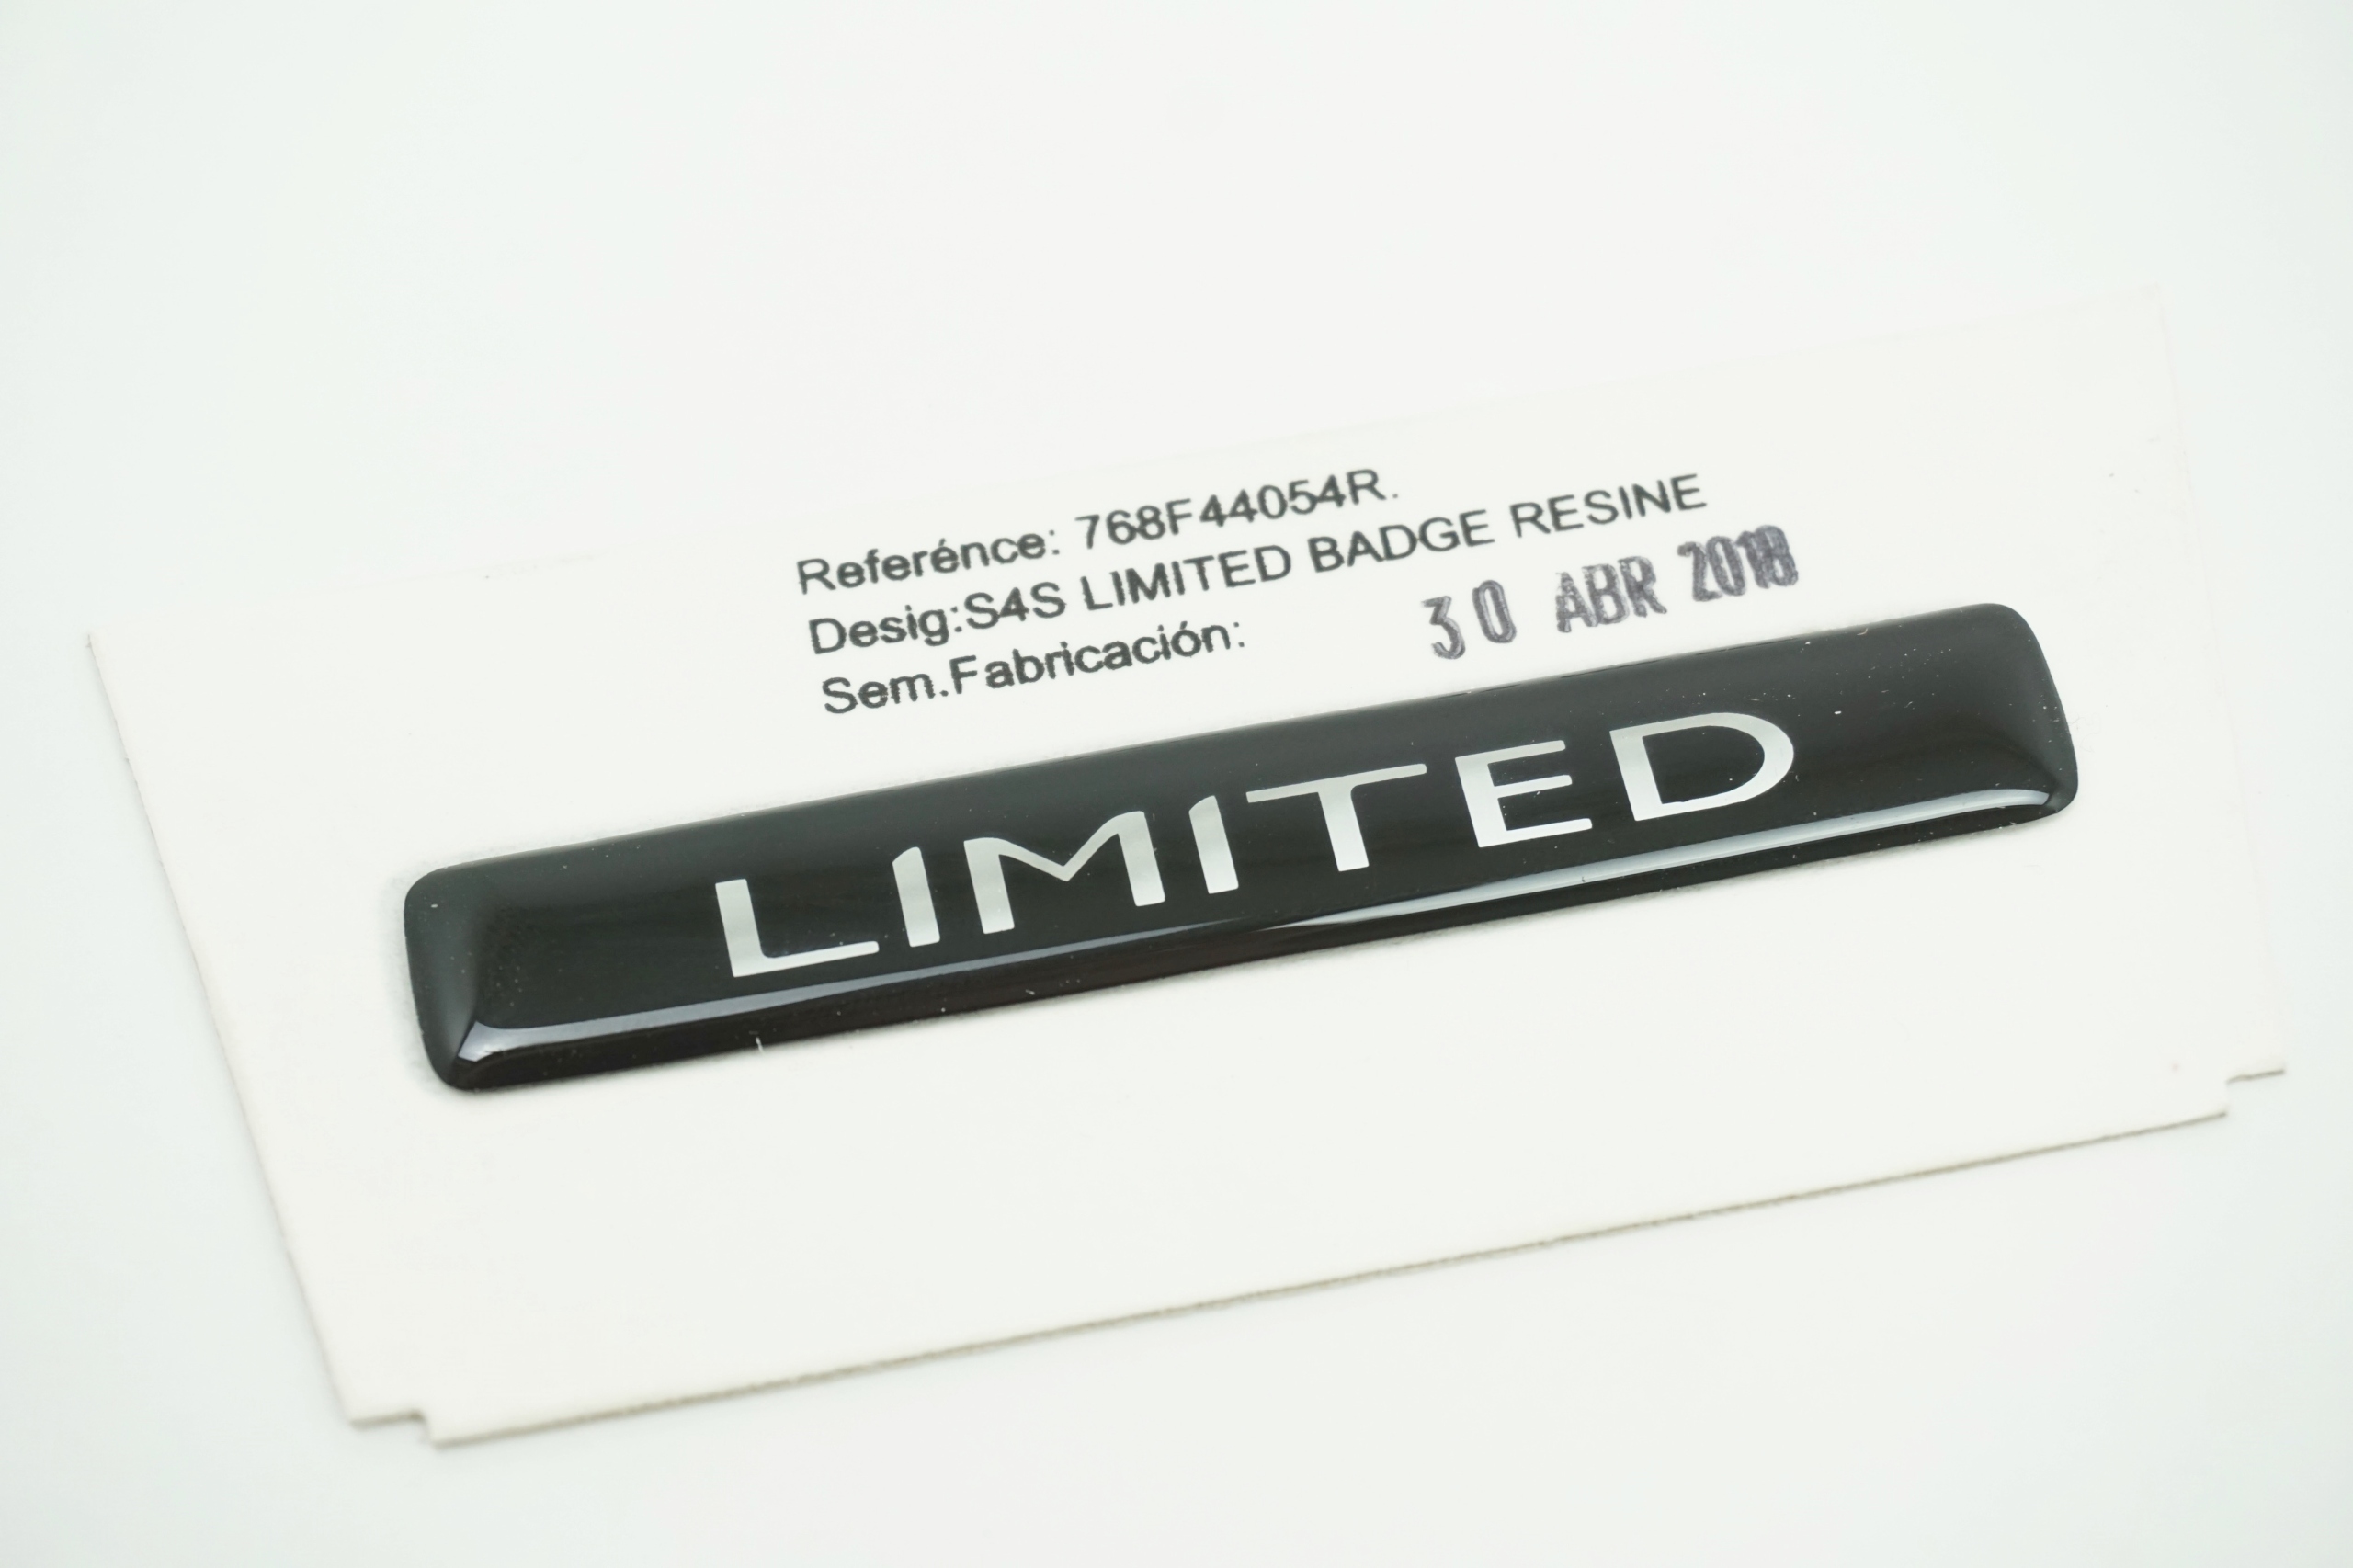 Referénce: 768F44054R.
Desig:S4S LIMITED BADGE RESINE
Sem.Fabricación: 30 ABR 2018
LIMITED